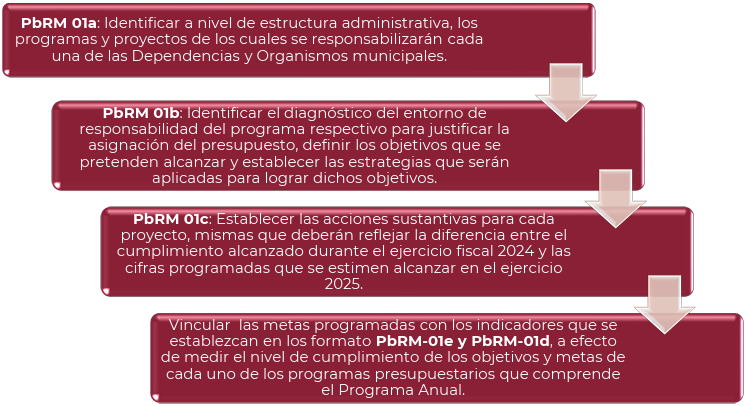 PbRM 01a: Identificar a nivel de estructura administrativa, los
programas y proyectos de los cuales se responsabilizarán cada
una de las Dependencias y Organismos municipales.
PbRM 01b: Identificar el diagnóstico del entorno de
responsabilidad del programa respectivo para justificar la
asignación del presupuesto, definir los objetivos que se
pretenden alcanzar y establecer las estrategias que serán
aplicadas para lograr dichos objetivos.
PbRM 01c: Establecer las acciones sustantivas para cada
proyecto, mismas que deberán reflejar la diferencia entre el
cumplimiento alcanzado durante el ejercicio fiscal 2024 y las
cifras programadas que se estimen alcanzar en el ejercicio
2025.
Vincular las metas programadas con los indicadores que se
establezcan en los formato PbRM-01e y PbRM-01d, a efecto
de medir el nivel de cumplimiento de los objetivos y metas de
cada uno de los programas presupuestarios que comprende
el Programa Anual.